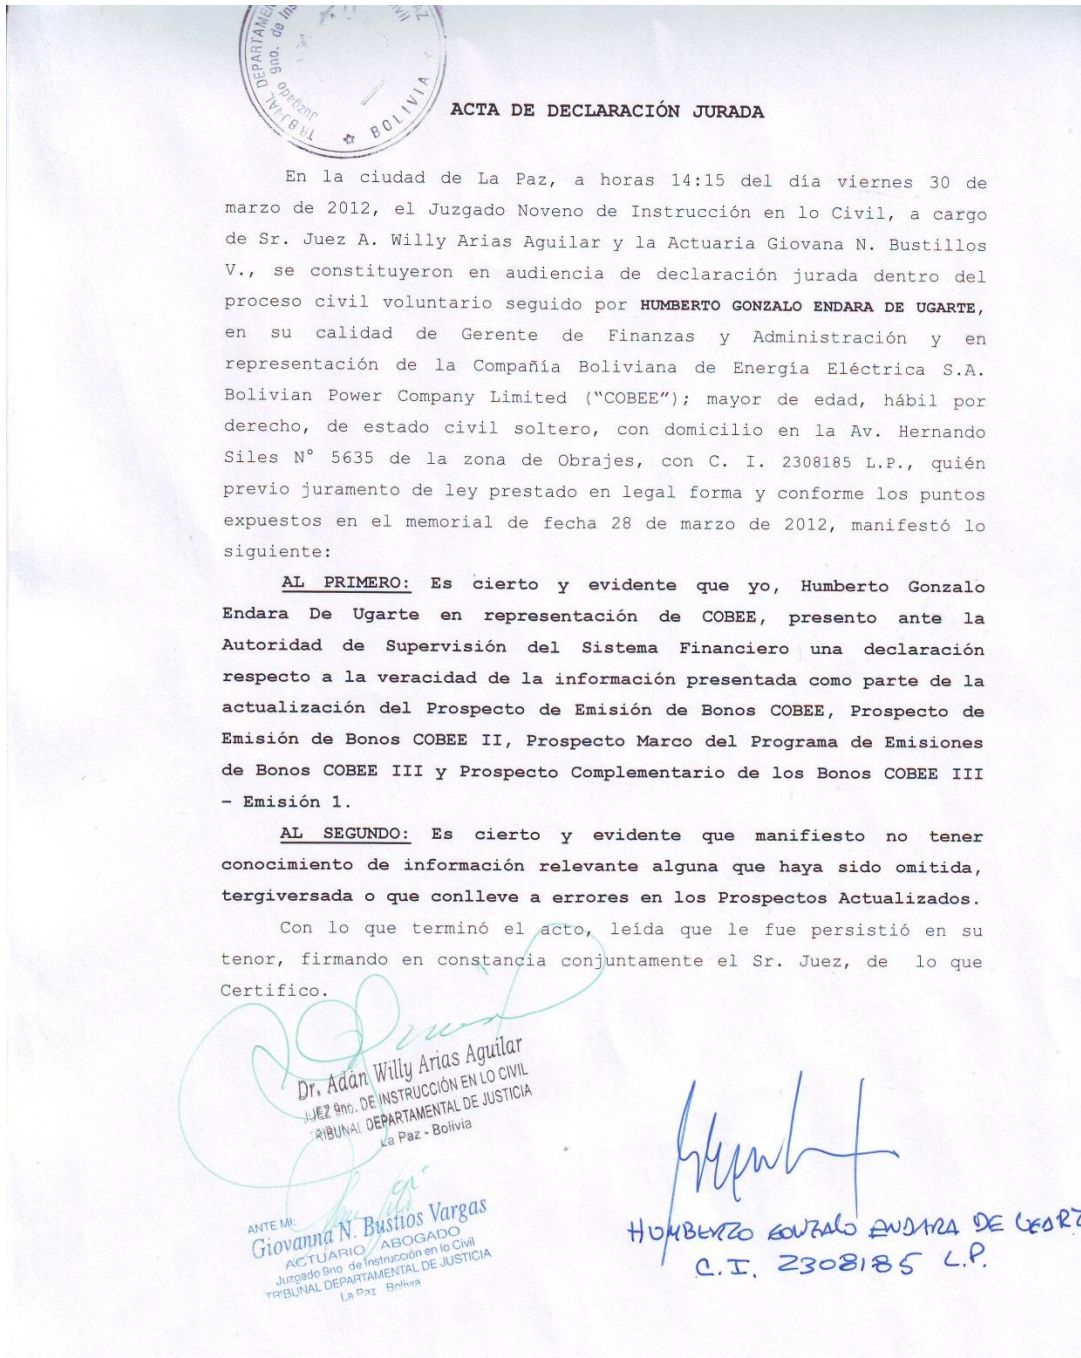 TRIBUNAL DEPARTAMEN
PAZ
Juzgado 9no. de Ins
Civil
☆ BOLIVIA
ACTA DE DECLARACIÓN JURADA
En la ciudad de La Paz, a horas 14:15 del día viernes 30 de
marzo de 2012, el Juzgado Noveno de Instrucción en lo Civil, a cargo
de Sr. Juez A. Willy Arias Aguilar y la Actuaria Giovana N. Bustillos
V., se constituyeron en audiencia de declaración jurada dentro del
proceso civil voluntario seguido por HUMBERTO GONZALO ENDARA DE UGARTE,
en su calidad de Gerente de Finanzas y Administración y en
representación de la Compañía Boliviana de Energía Eléctrica S.A.
Bolivian Power Company Limited (“COBEE”); mayor de edad, hábil por
derecho, de estado civil soltero, con domicilio en la Av. Hernando
Siles N° 5635 de la zona de Obrajes, con C. I. 2308185 L.P., quién
previo juramento de ley prestado en legal forma y conforme los puntos
expuestos en el memorial de fecha 28 de marzo de 2012, manifestó lo
siguiente:
AL PRIMERO: Es cierto y evidente que yo, Humberto Gonzalo
Endara De Ugarte en representación de COBEE, presento ante la
Autoridad de Supervisión del Sistema Financiero una declaración
respecto a la veracidad de la información presentada como parte de la
actualización del Prospecto de Emisión de Bonos COBEE, Prospecto de
Emisión de Bonos COBEE II, Prospecto Marco del Programa de Emisiones
de Bonos COBEE III y Prospecto Complementario de los Bonos COBEE III
– Emisión 1.
AL SEGUNDO: Es cierto y evidente que manifiesto no tener
conocimiento de información relevante alguna que haya sido omitida,
tergiversada o que conlleve a errores en los Prospectos Actualizados.
Con lo que terminó el acto, leída que le fue persistió en su
tenor, firmando en constancia conjuntamente el Sr. Juez, de lo que
Certifico.
Dr. Adán Willy Arias Aguilar
JUEZ 9no. DE INSTRUCCIÓN EN LO CIVIL
TRIBUNAL DEPARTAMENTAL DE JUSTICIA
La Paz - Bolivia
ANTE MI:
Giovanna N. Bustios Vargas
ACTUARIO ABOGADO
Juzgado 9no de Instrucción en lo Civil
TRIBUNAL DEPARTAMENTAL DE JUSTICIA
La Paz Bolivia
HUMBERTO GONZALO ENDARA DE UGART
C.I. 2308185 L.P.